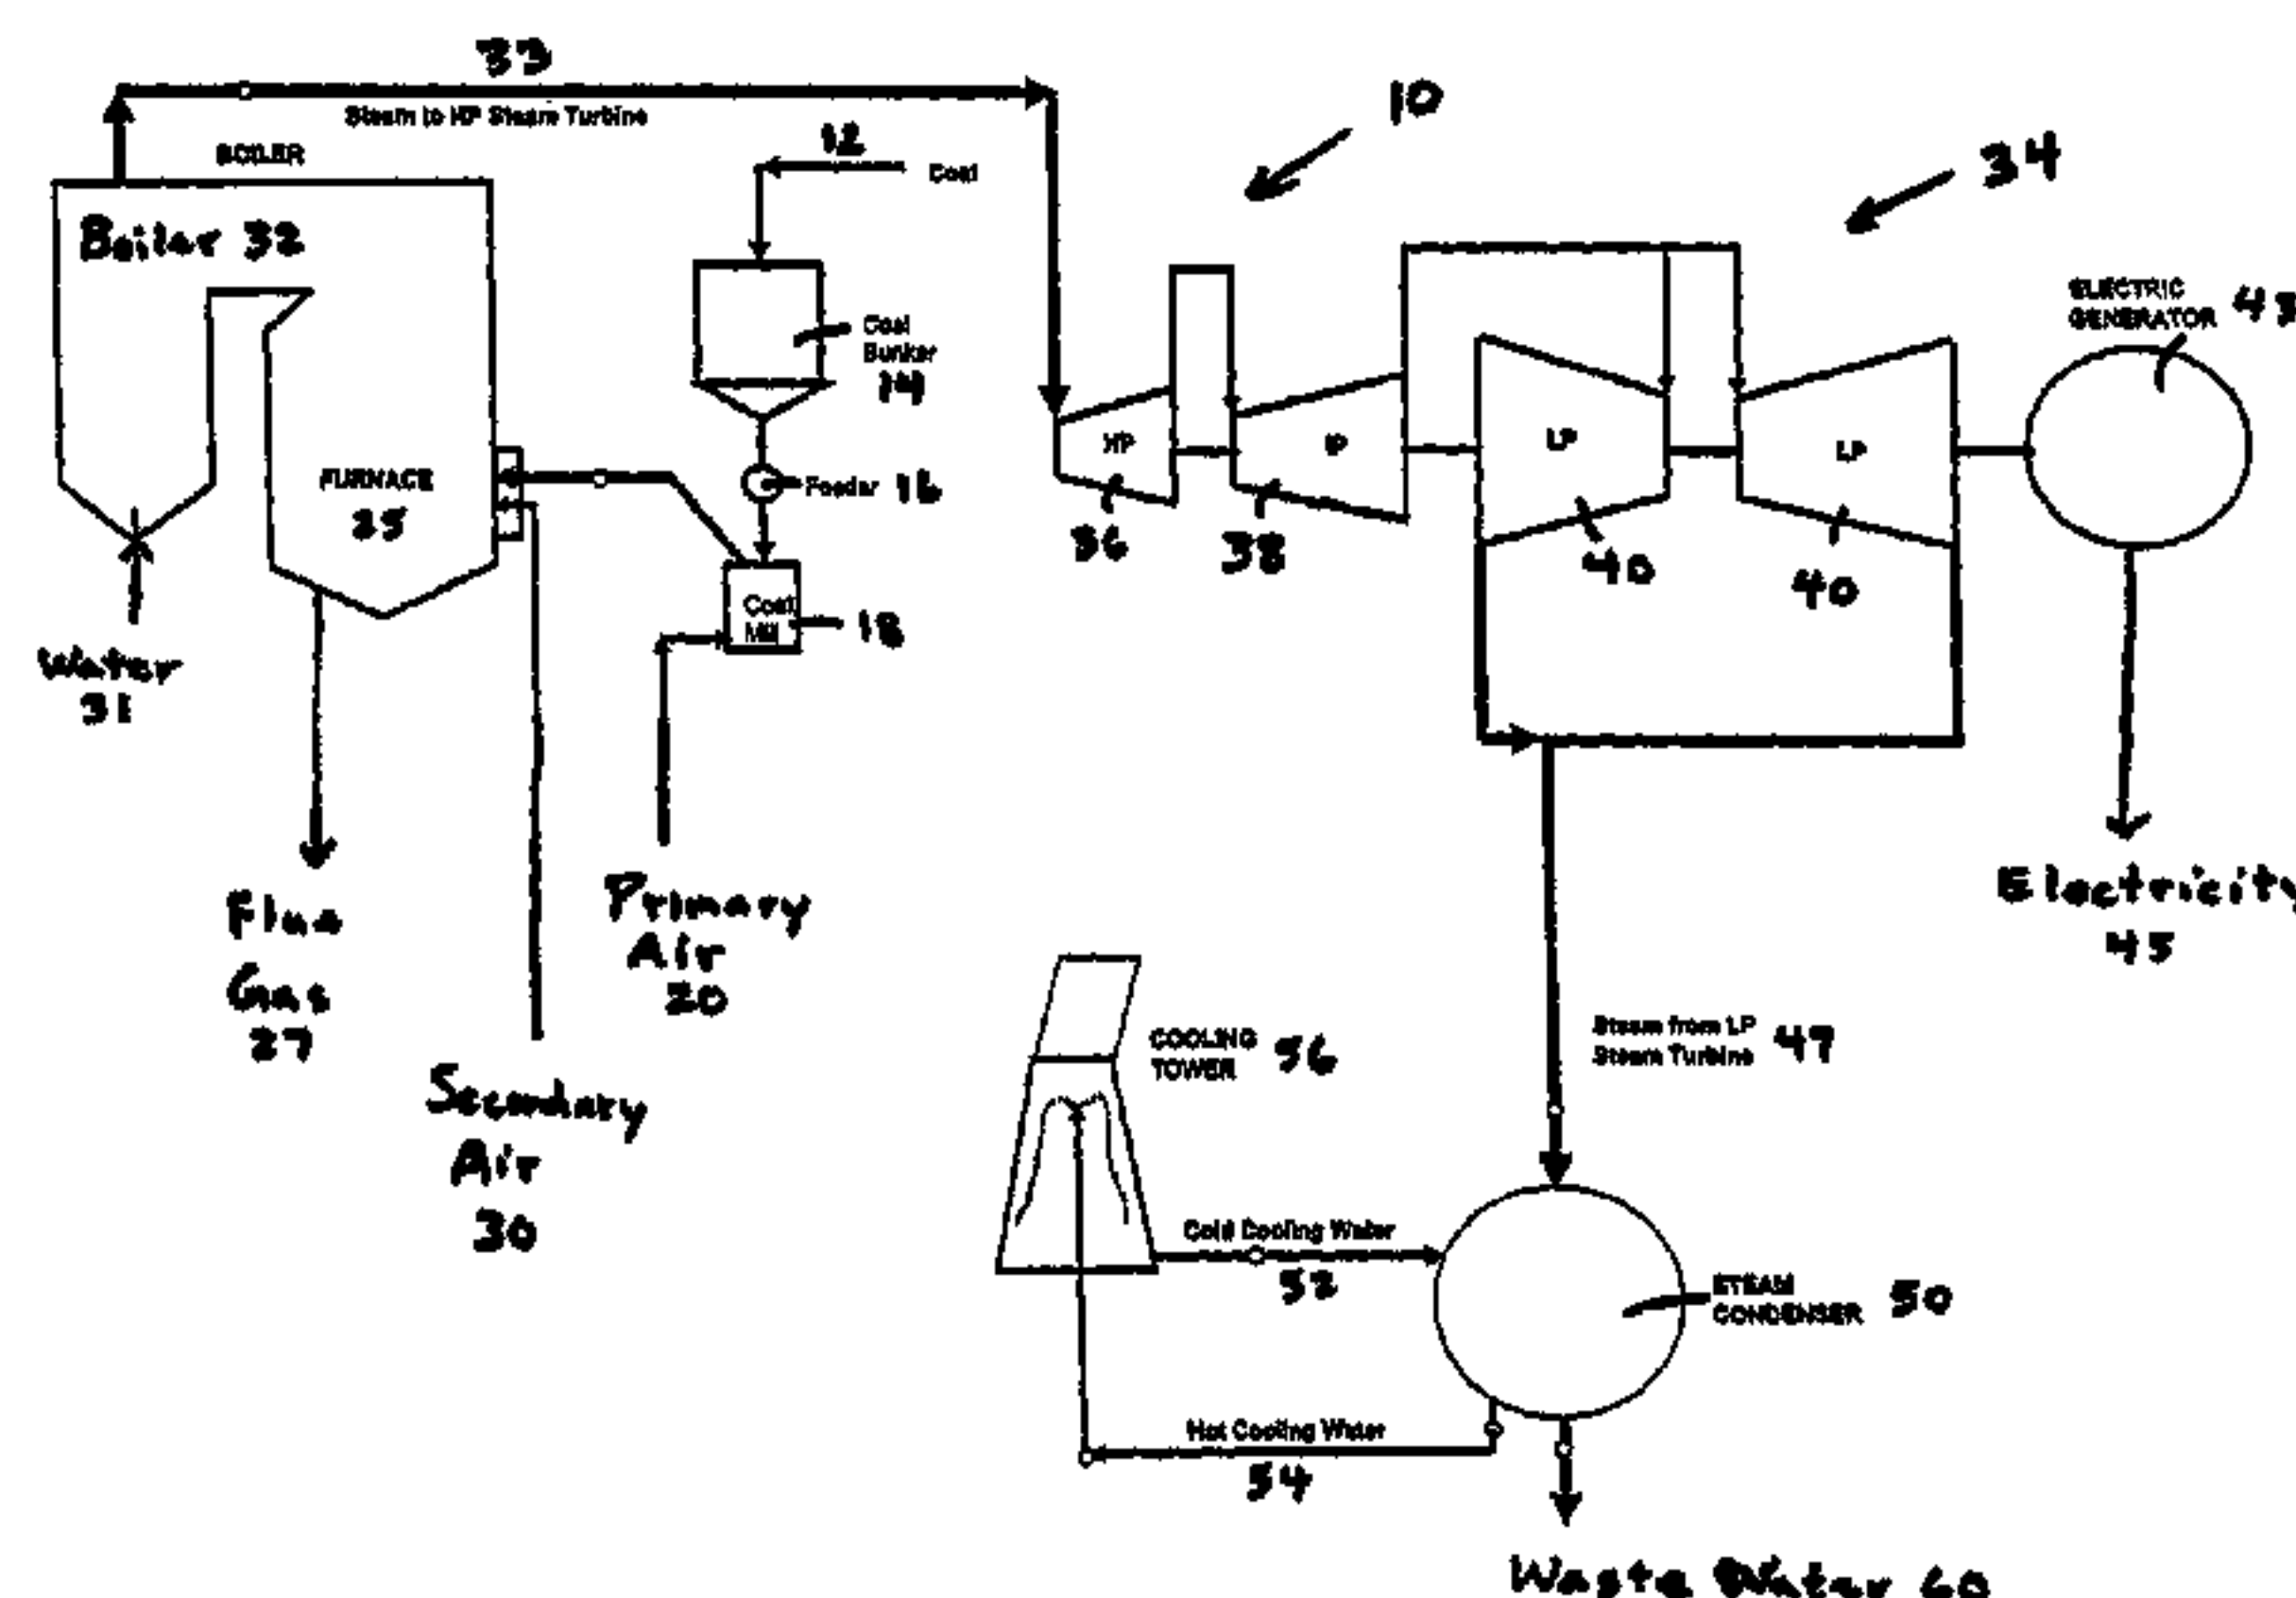 33
Steam to HP Steam Turbine
10
12
Coal
34
BOILER
Boiler 32
ELECTRIC
GENERATOR
Coal
Bunker
14
HP
IP
LP
LP
FURNACE
25
Feeder 16
36
38
40
40
Coal
Mill
18
Water
31
Flue
Gas
27
Primary
Air
20
Electricity
45
Secondary
Air
30
COOLING
TOWER 56
Steam from LP
Steam Turbine 47
Cold Cooling Water
52
STEAM
CONDENSER 50
Hot Cooling Water
54
Waste Water 60